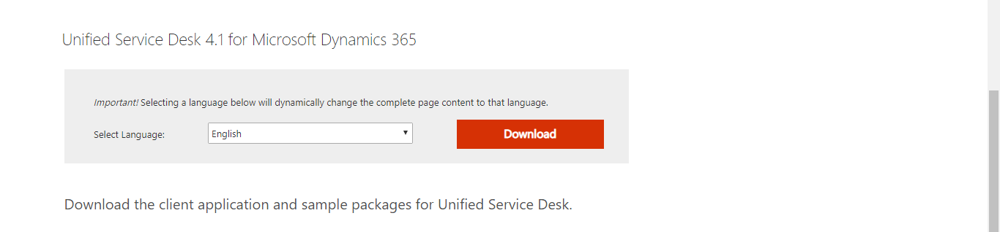 Unified Service Desk 4.1 for Microsoft Dynamics 365
Important! Selecting a language below will dynamically change the complete page content to that language.
Select Language:
English
Download
Download the client application and sample packages for Unified Service Desk.